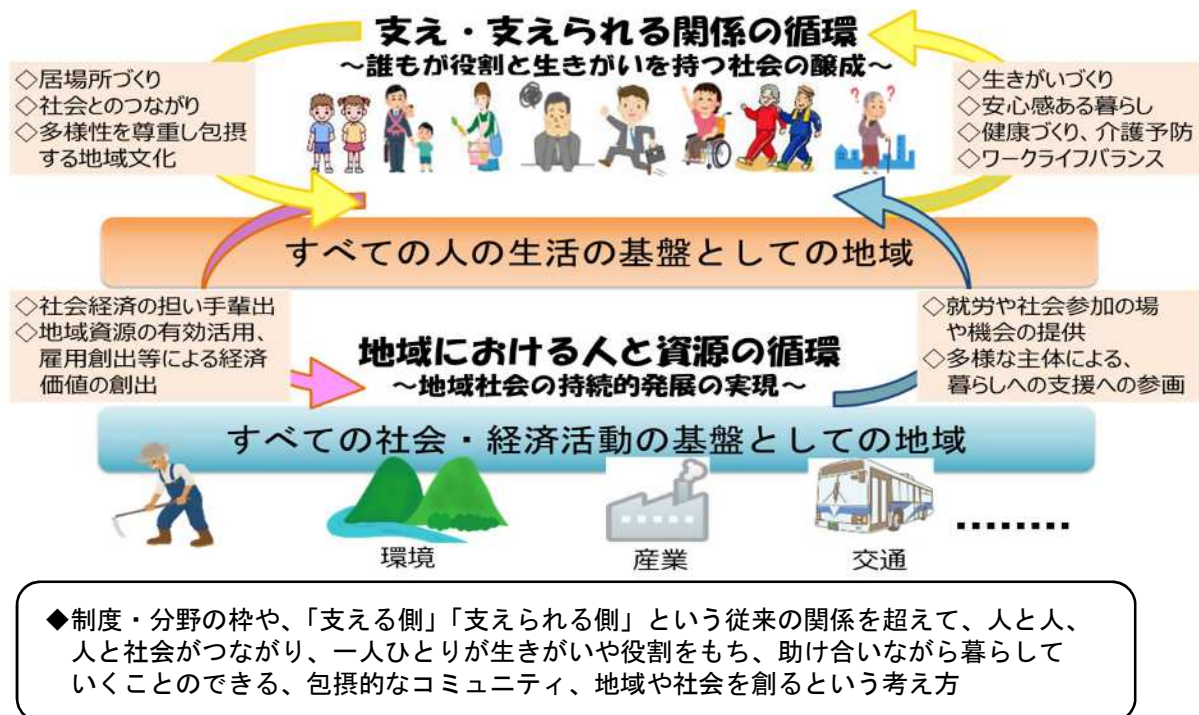 支え・支えられる関係の循環
～誰もが役割と生きがいを持つ社会の醸成～
◇居場所づくり
◇社会とのつながり
◇多様性を尊重し包摂
する地域文化
◇生きがいづくり
◇安心感ある暮らし
◇健康づくり、介護予防
◇ワークライフバランス
? ?
すべての人の生活の基盤としての地域
◇社会経済の担い手輩出
◇地域資源の有効活用、
雇用創出等による経済
価値の創出
地域における人と資源の循環
～地域社会の持続的発展の実現～
◇就労や社会参加の場
や機会の提供
◇多様な主体による、
暮らしへの支援への参画
すべての社会・経済活動の基盤としての地域
環境
産業
交通
………
◆制度・分野の枠や、「支える側」「支えられる側」という従来の関係を超えて、人と人、
人と社会がつながり、一人ひとりが生きがいや役割をもち、助け合いながら暮らして
いくことのできる、包摂的なコミュニティ、地域や社会を創るという考え方